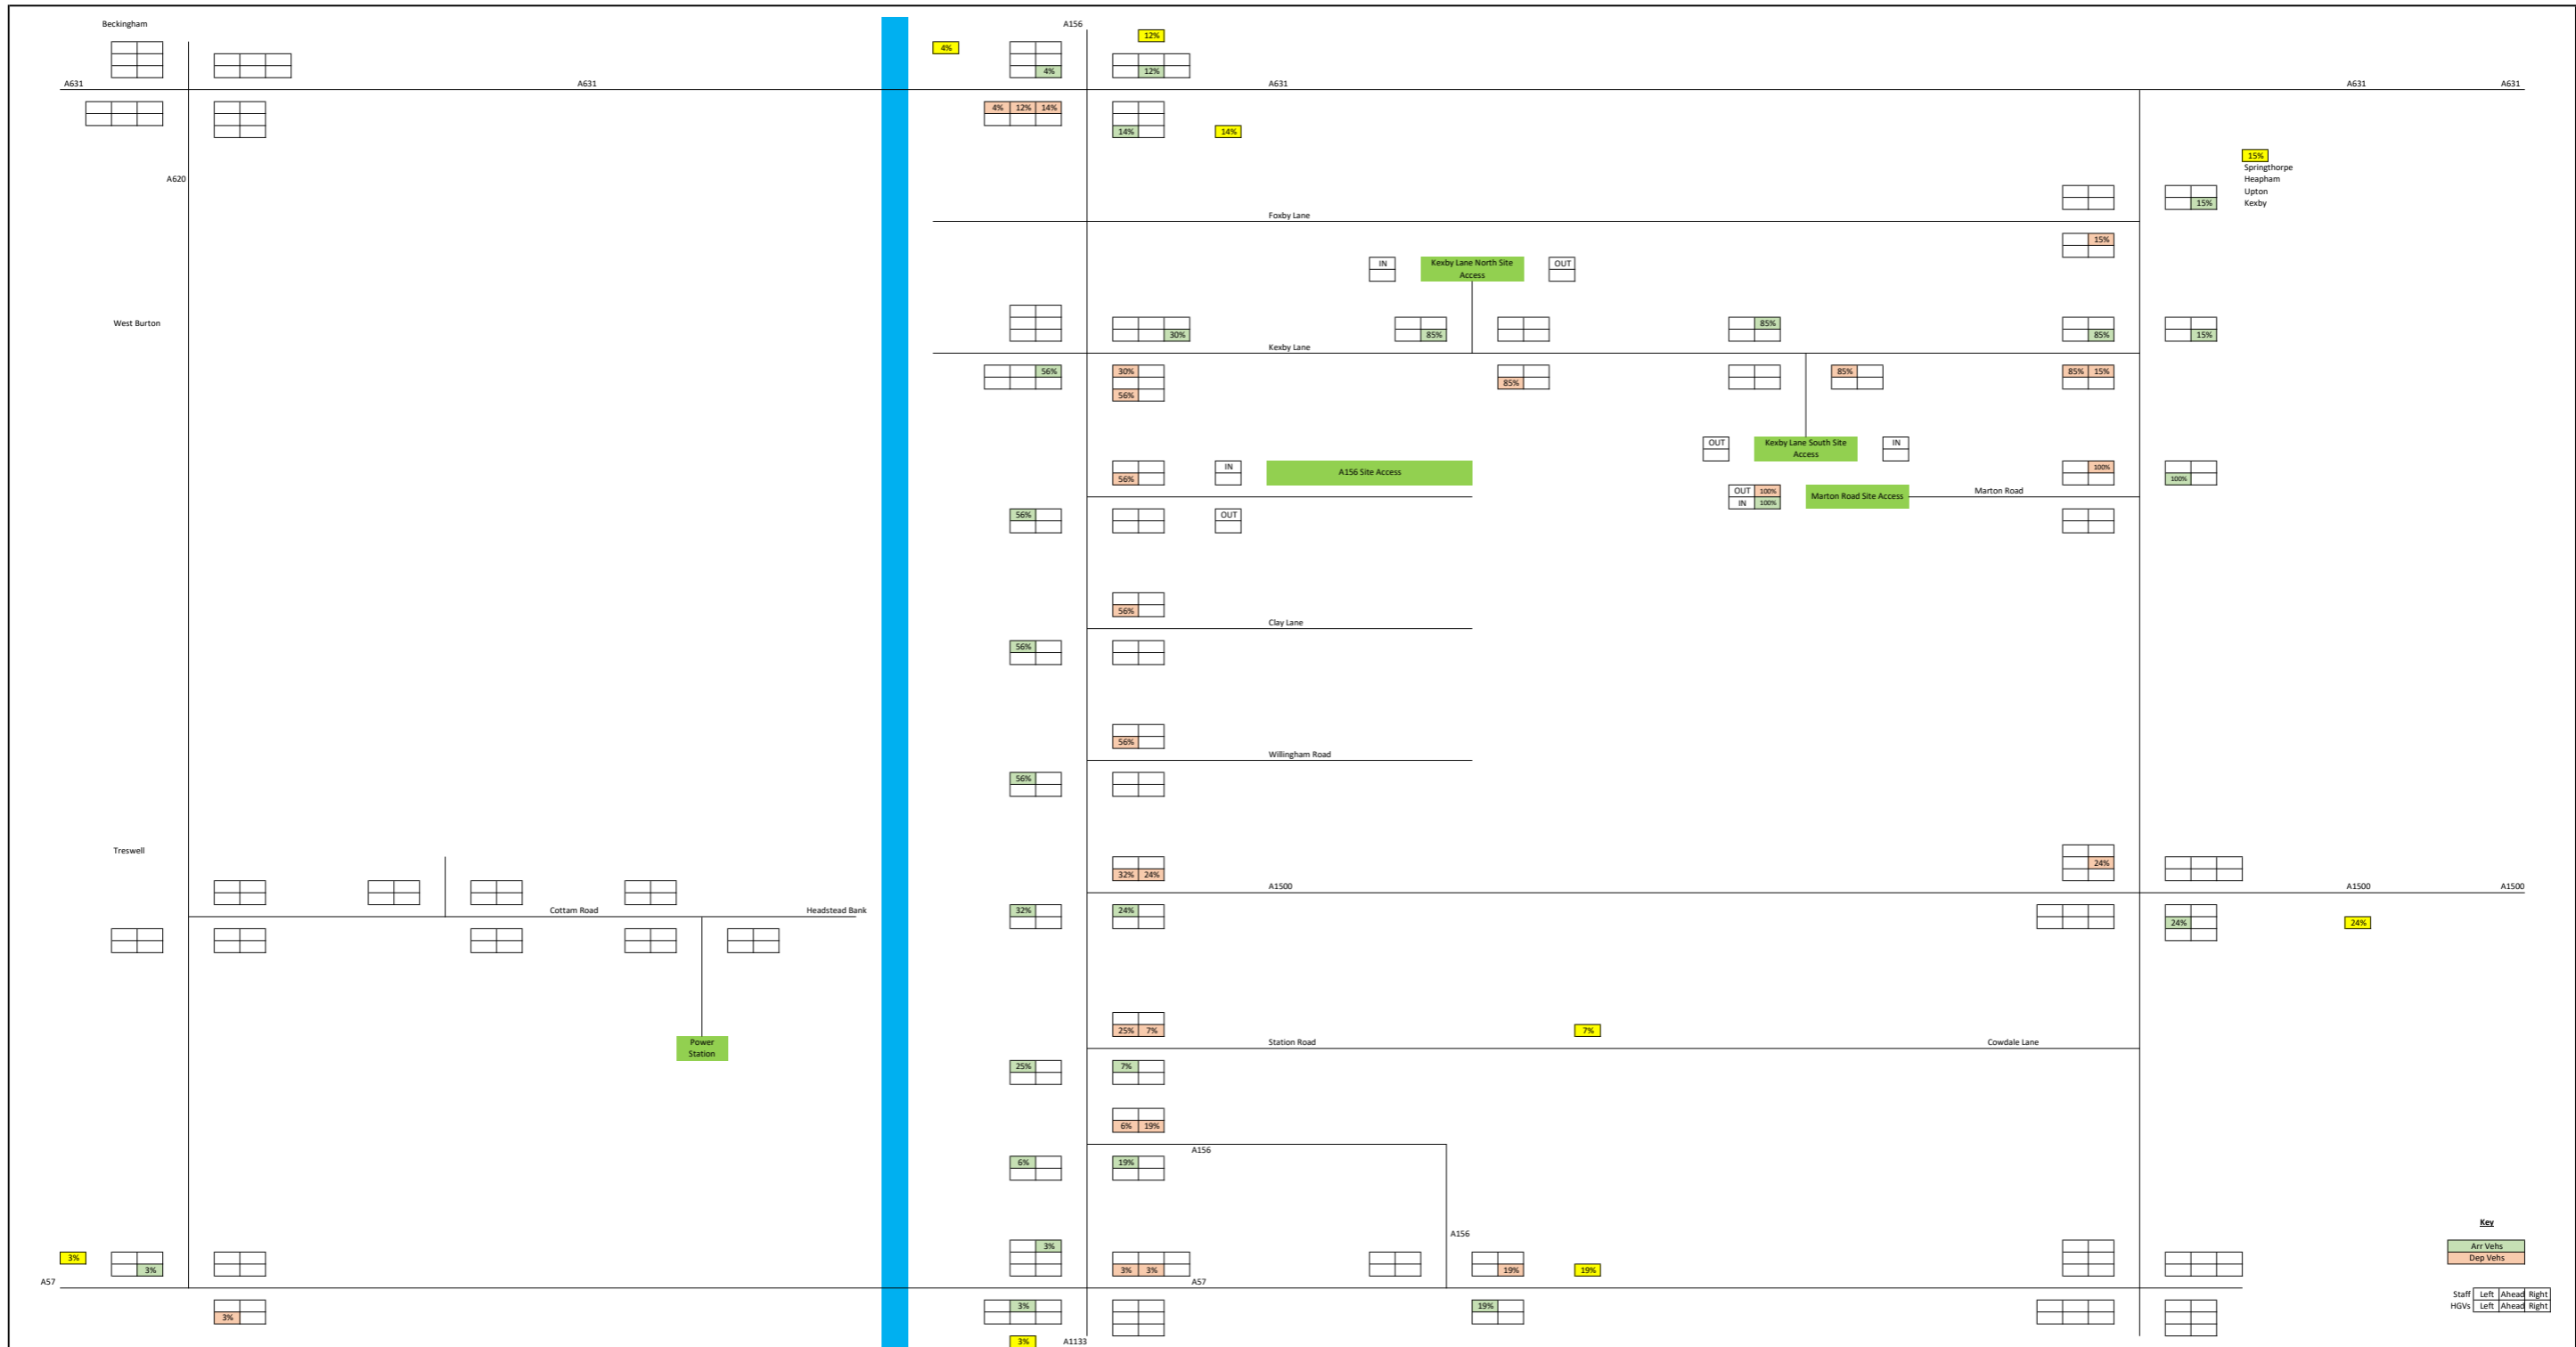 Beckingham
A156
12%
4%
4%
12%
A631
A631
A631
A631
A631
4% 12% 14%
14%
14%
15%
Springthorpe
Heapham
Upton
Kexby
A620
15%
Foxby Lane
15%
IN
Kexby Lane North Site
Access
OUT
West Burton
30%
85%
85%
85%
15%
Kexby Lane
56%
30%
56%
85%
85%
85% 15%
OUT
Kexby Lane South Site
Access
IN
56%
IN
A156 Site Access
100%
100%
OUT 100%
IN 100%
Marton Road Site Access
Marton Road
56%
OUT
56%
Clay Lane
56%
56%
Willingham Road
56%
Treswell
32% 24%
24%
A1500
A1500
A1500
Cottam Road
Headstead Bank
32%
24%
24%
24%
25% 7%
7%
Power
Station
Station Road
Cowdale Lane
25%
7%
6% 19%
A156
6%
19%
Key
A156
3%
3%
3%
3% 3%
19%
19%
Arr Vehs
Dep Vehs
A57
A57
3%
3%
19%
Staff Left Ahead Right
HGVs Left Ahead Right
3%
A1133